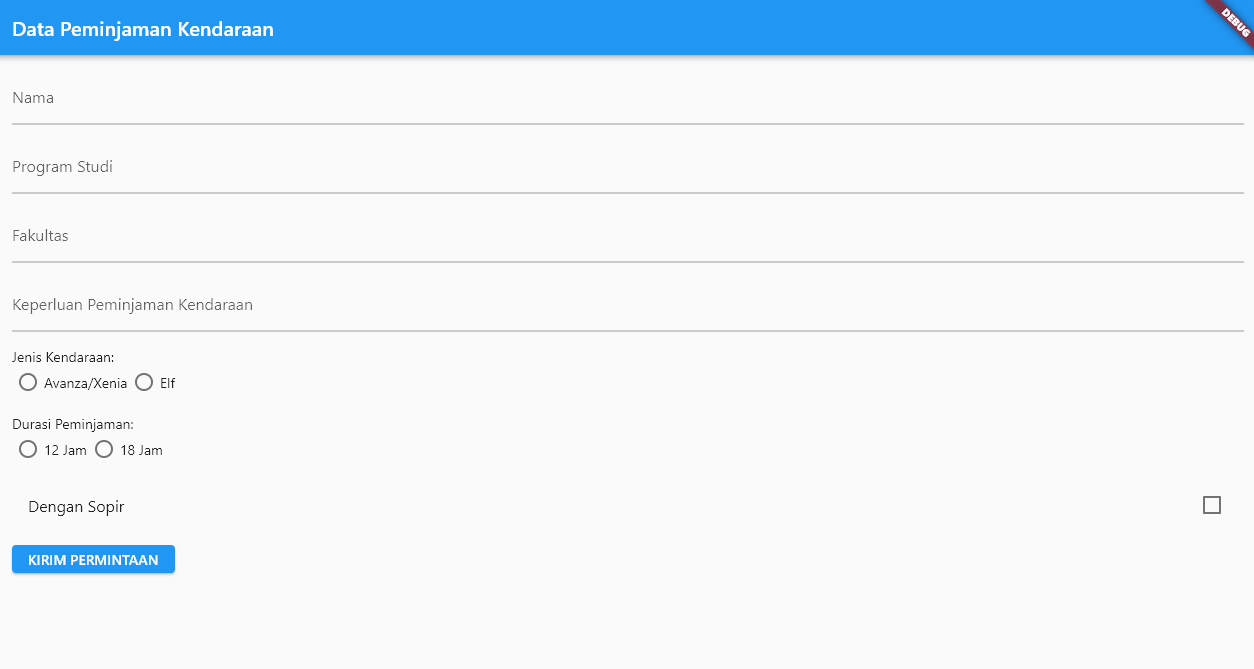 Data Peminjaman Kendaraan
DEBUG
Nama
Program Studi
Fakultas
Keperluan Peminjaman Kendaraan
Jenis Kendaraan:
Avanza/Xenia Elf
Durasi Peminjaman:
12 Jam 18 Jam
Dengan Sopir
KIRIM PERMINTAAN